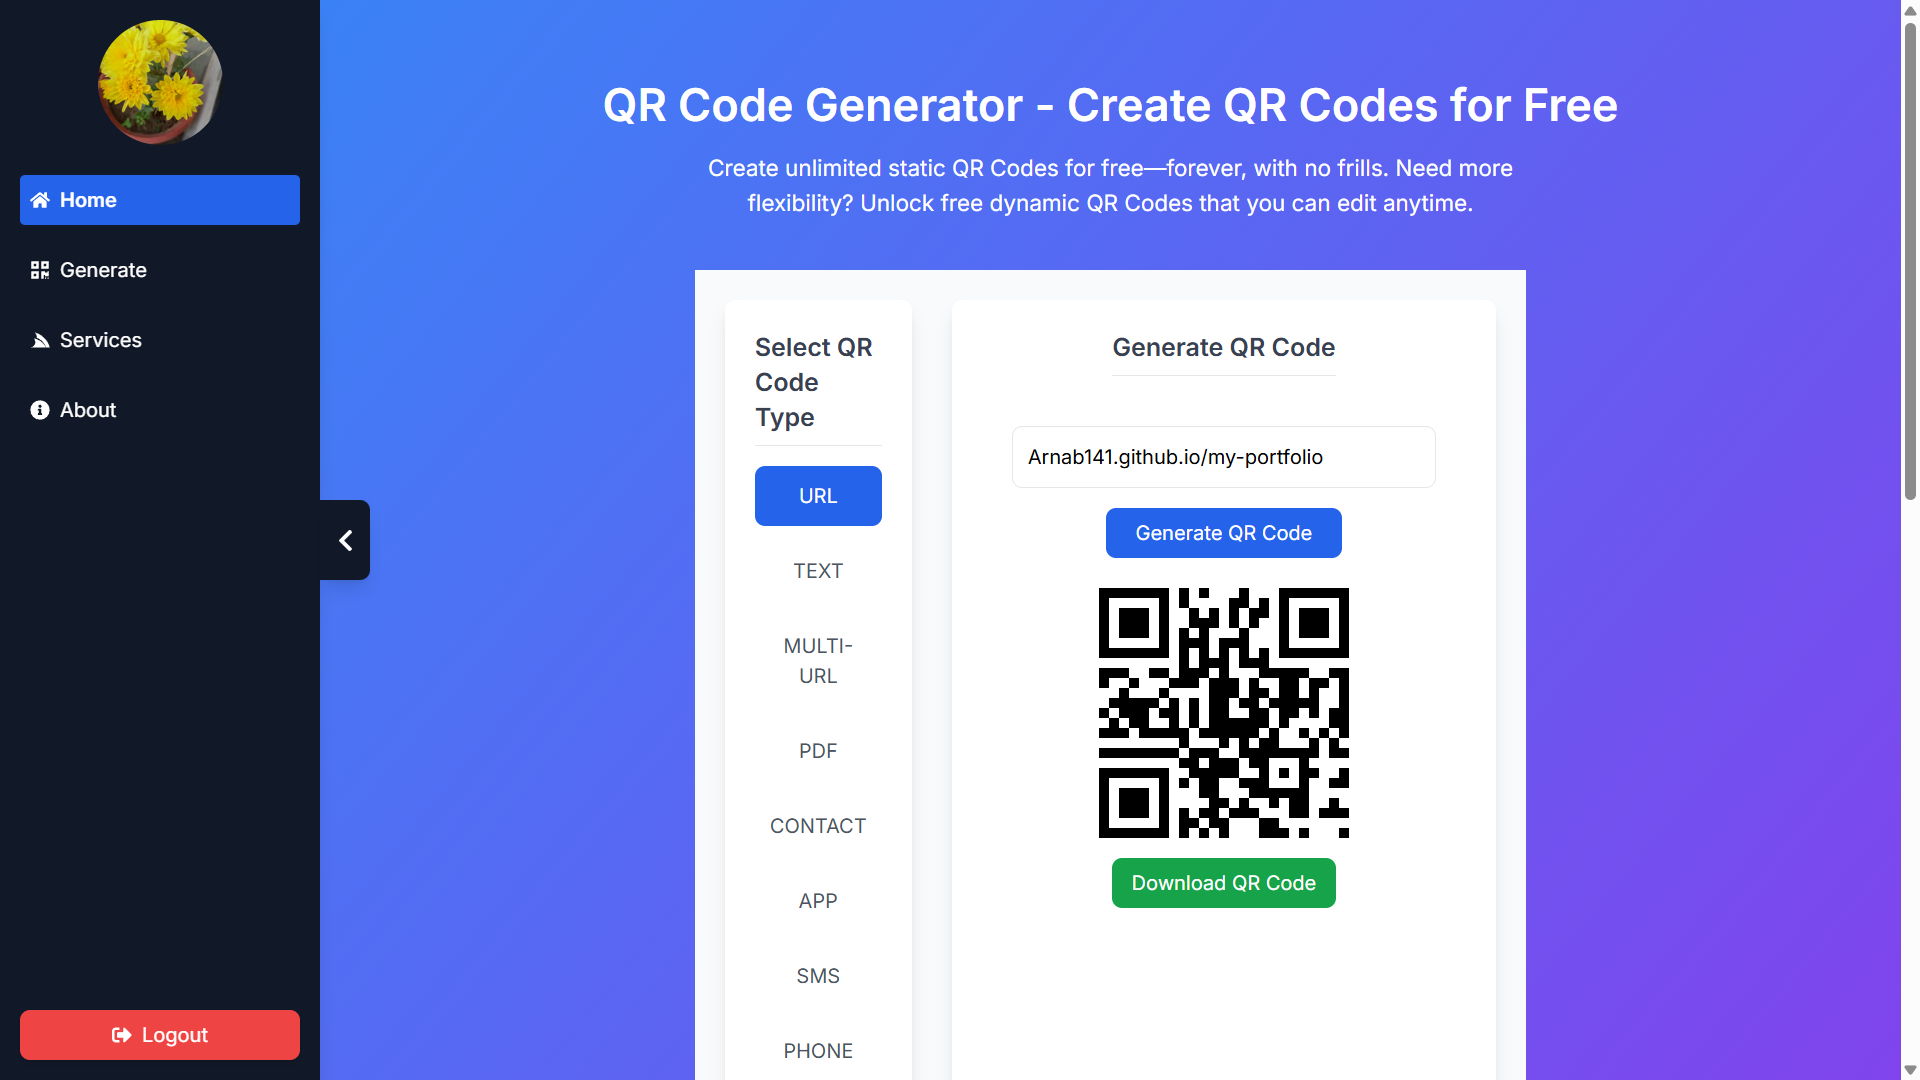 Home
Generate
Services
About
Logout
QR Code Generator - Create QR Codes for Free
Create unlimited static QR Codes for free—forever, with no frills. Need more
flexibility? Unlock free dynamic QR Codes that you can edit anytime.
Select QR
Code
Type
URL
TEXT
MULTI-
URL
PDF
CONTACT
APP
SMS
PHONE
Generate QR Code
Arnab141.github.io/my-portfolio
Generate QR Code
Download QR Code